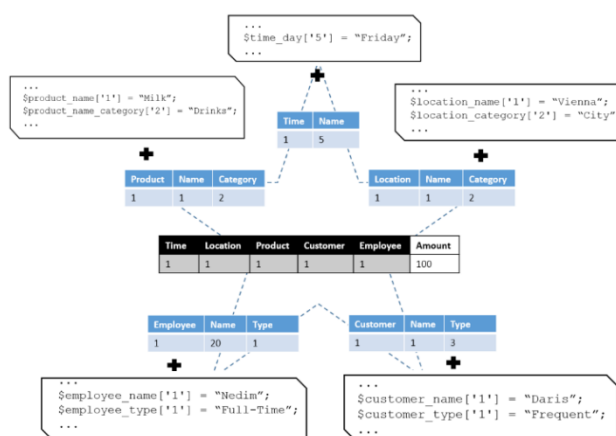 ...
$time_day['5'] = “Friday”;
...
...
$product_name['1'] = “Milk”;
$product_name_category['2'] = “Drinks”;
...
...
$location_name['1'] = “Vienna”
$location_category['2'] = “City”;
...
Time Name
1 5
Product Name Category
1 1 2
Location Name Category
1 1 2
Time Location Product Customer Employee Amount
1 1 1 1 1 100
Employee Name Type
1 20 1
Customer Name Type
1 1 3
...
$employee_name['1'] = “Nedim”;
$employee_type['1'] = “Full-Time”;
...
...
$customer_name['1'] = “Daris”;
$customer_type['1'] = “Frequent”;
...